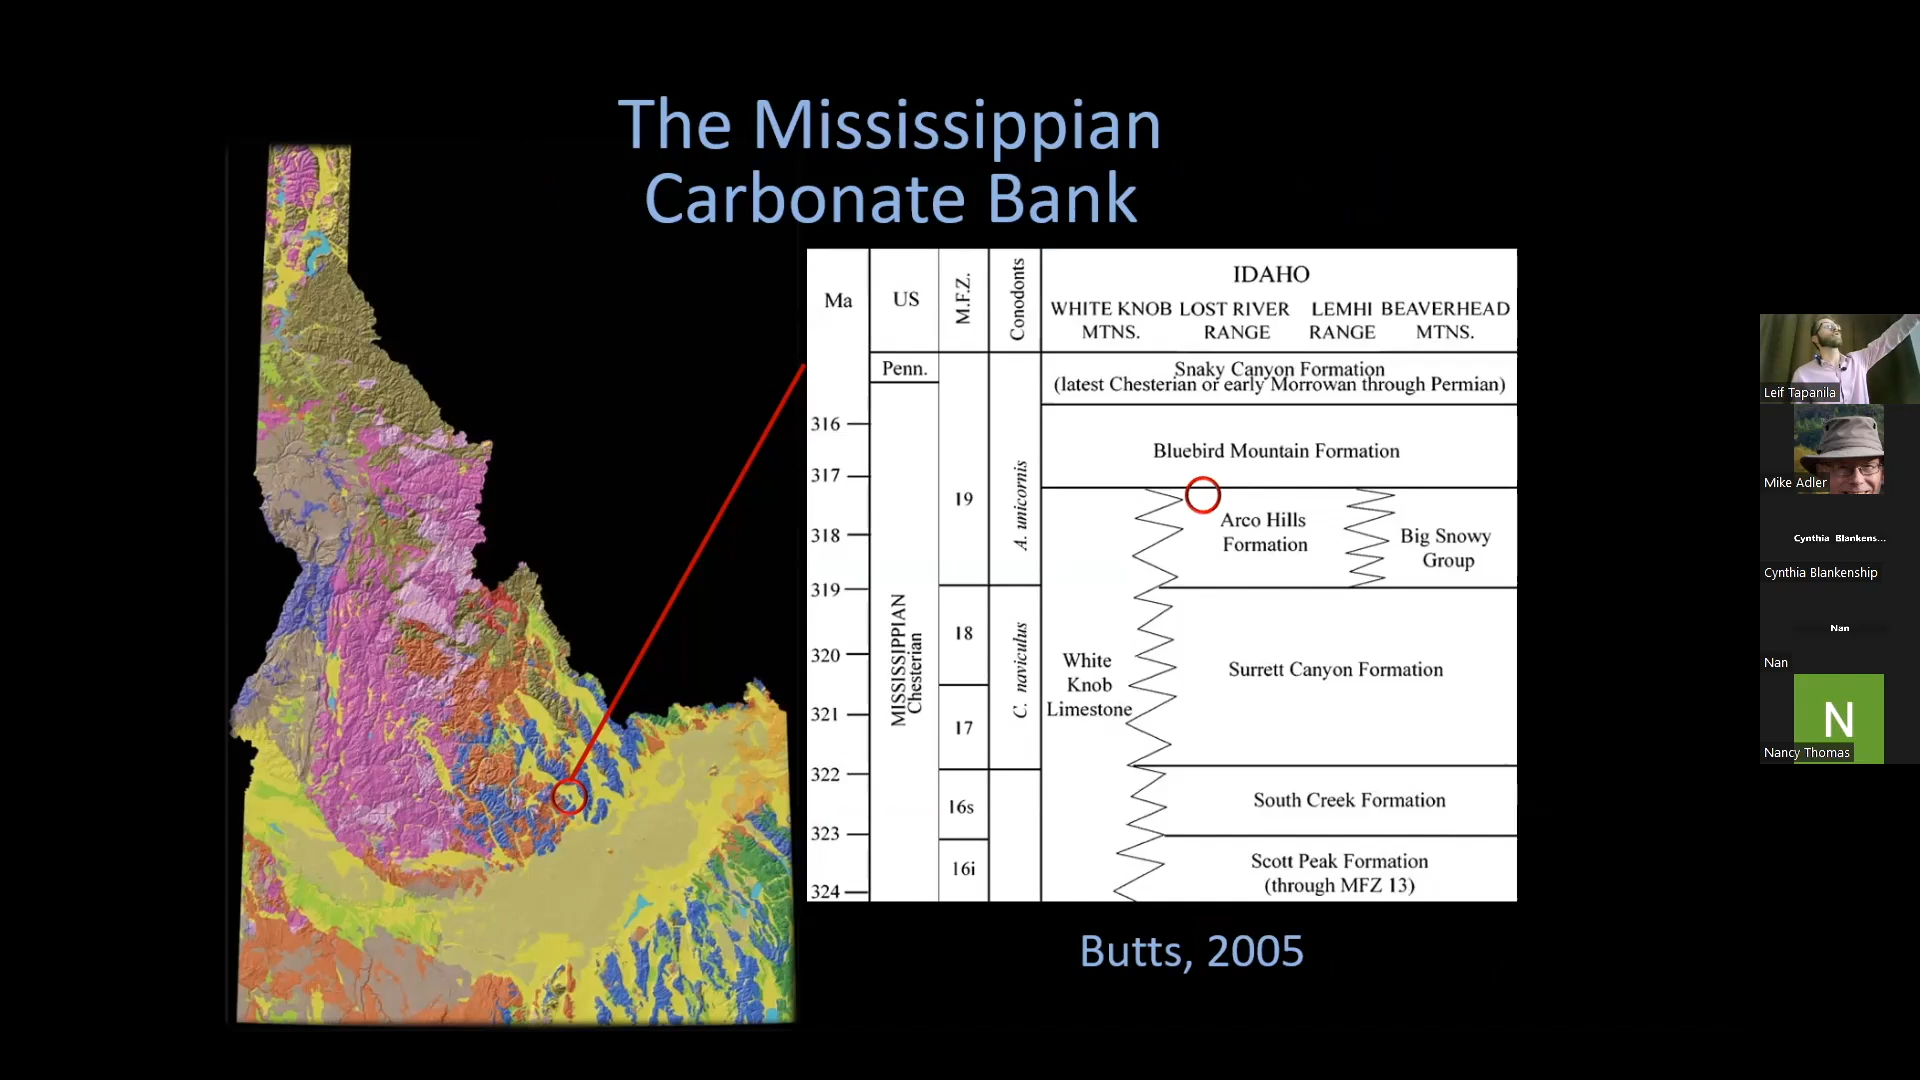 The Mississippian
Carbonate Bank
Ma
US
M.F.Z.
Conodonts
IDAHO
WHITE KNOB MTNS.
LOST RIVER RANGE
LEMHI RANGE
BEAVERHEAD MTNS.
Penn.
Snaky Canyon Formation
(latest Chesterian or early Morrowan through Permian)
316
Bluebird Mountain Formation
317
A. unicornis
19
Arco Hills
Formation
Big Snowy
Group
318
319
MISSISSIPPIAN
Chesterian
18
C. naviculus
320
White
Knob
Limestone
Surrett Canyon Formation
321
17
322
16s
South Creek Formation
323
16i
Scott Peak Formation
(through MFZ 13)
324
Butts, 2005
Leif Tapanila
Mike Adler
Cynthia Blankens...
Cynthia Blankenship
Nan
Nan
N
Nancy Thomas